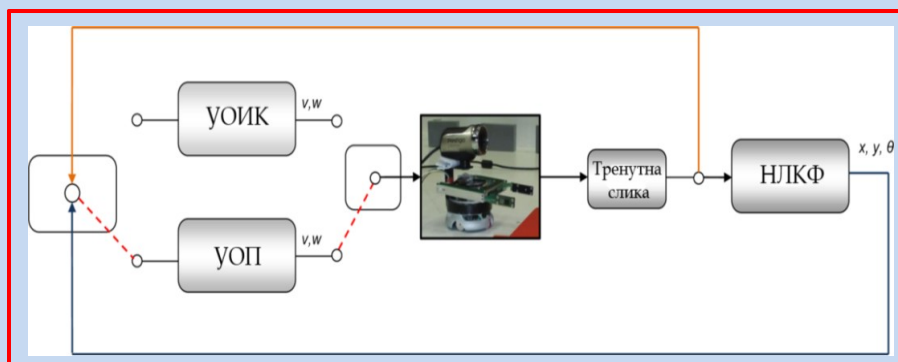 УОИК
v,w
УОП
v,w
Тренутна
слика
НЛКФ
x, y, θ